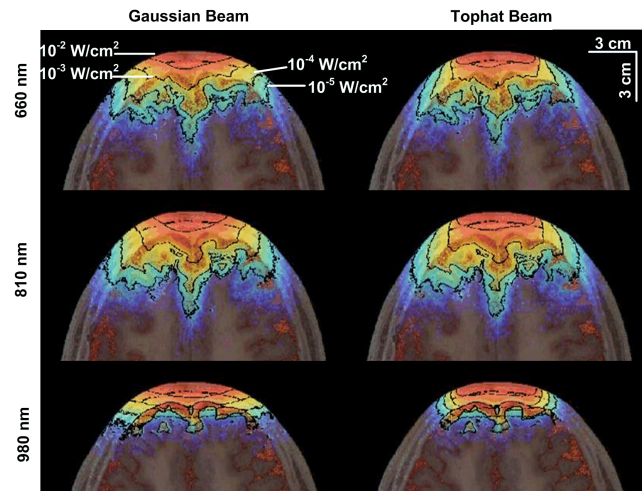 Gaussian Beam
Tophat Beam
660 nm
10⁻² W/cm²
10⁻³ W/cm²
10⁻⁴ W/cm²
10⁻⁵ W/cm²
3 cm
3 cm
810 nm
980 nm